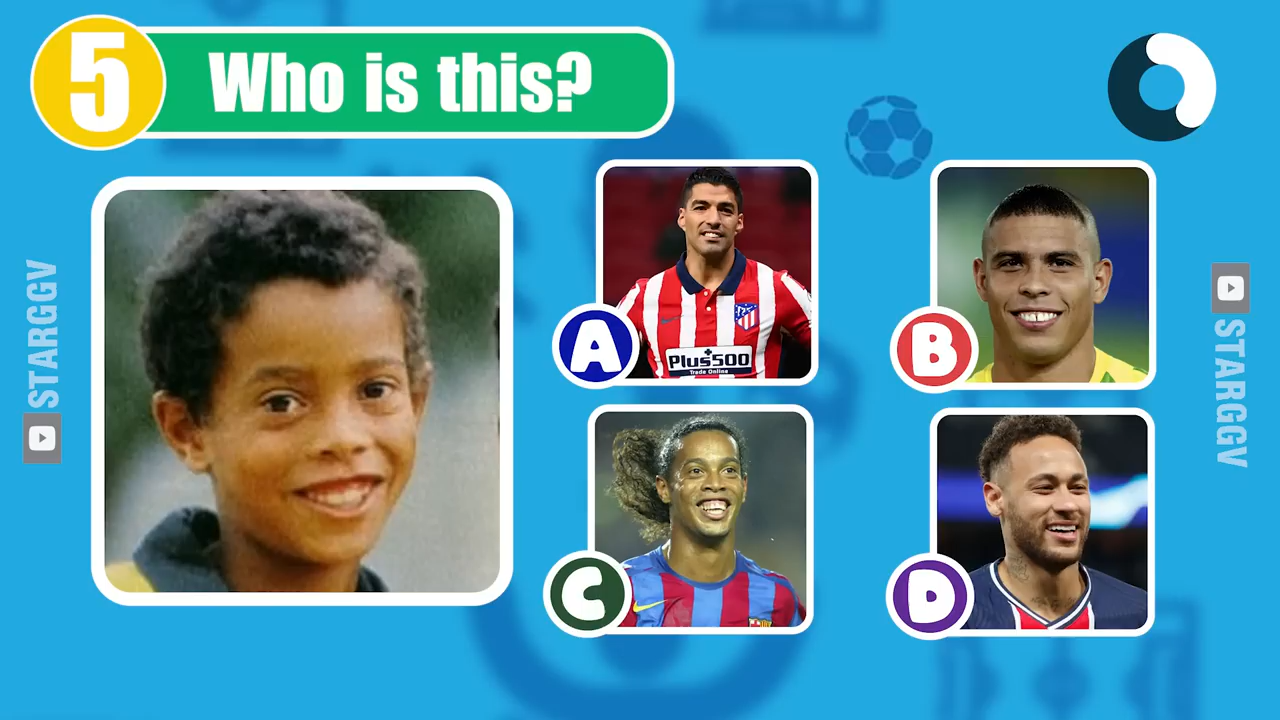 5 Who is this?
STARGGV
A
Plus500
Trade Online
B
STARGGV
C
D